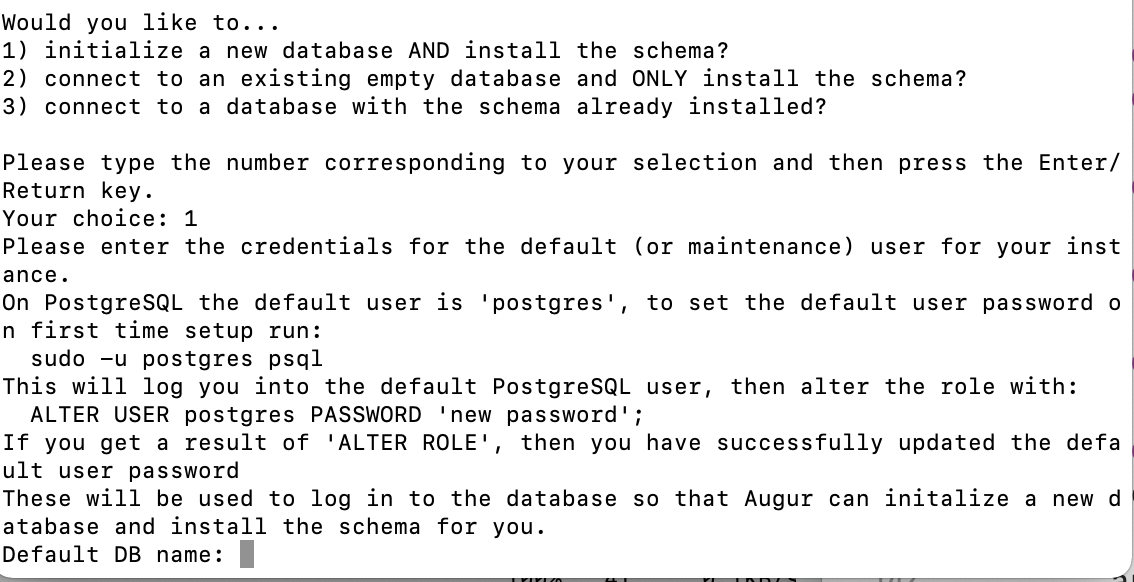 Would you like to...
1) initialize a new database AND install the schema?
2) connect to an existing empty database and ONLY install the schema?
3) connect to a database with the schema already installed?
Please type the number corresponding to your selection and then press the Enter/
Return key.
Your choice: 1
Please enter the credentials for the default (or maintenance) user for your inst
ance.
On PostgreSQL the default user is 'postgres', to set the default user password o
n first time setup run:
  sudo -u postgres psql
This will log you into the default PostgreSQL user, then alter the role with:
  ALTER USER postgres PASSWORD 'new password';
If you get a result of 'ALTER ROLE', then you have successfully updated the defa
ult user password
These will be used to log in to the database so that Augur can initalize a new d
atabase and install the schema for you.
Default DB name: